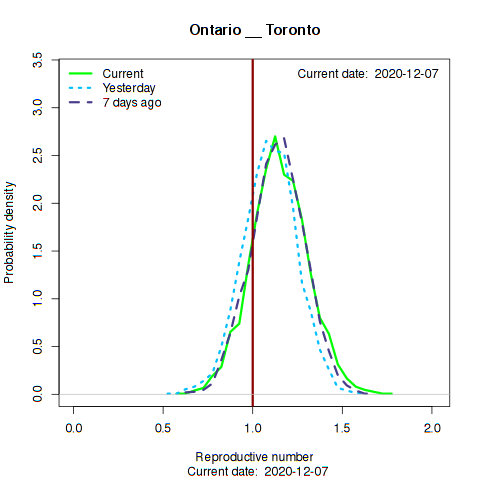 Ontario __ Toronto
Current
Yesterday
7 days ago
Current date: 2020-12-07
3.5
3.0
2.5
2.0
1.5
1.0
0.5
0.0
Probability density
0.0 0.5 1.0 1.5 2.0
Reproductive number
Current date: 2020-12-07